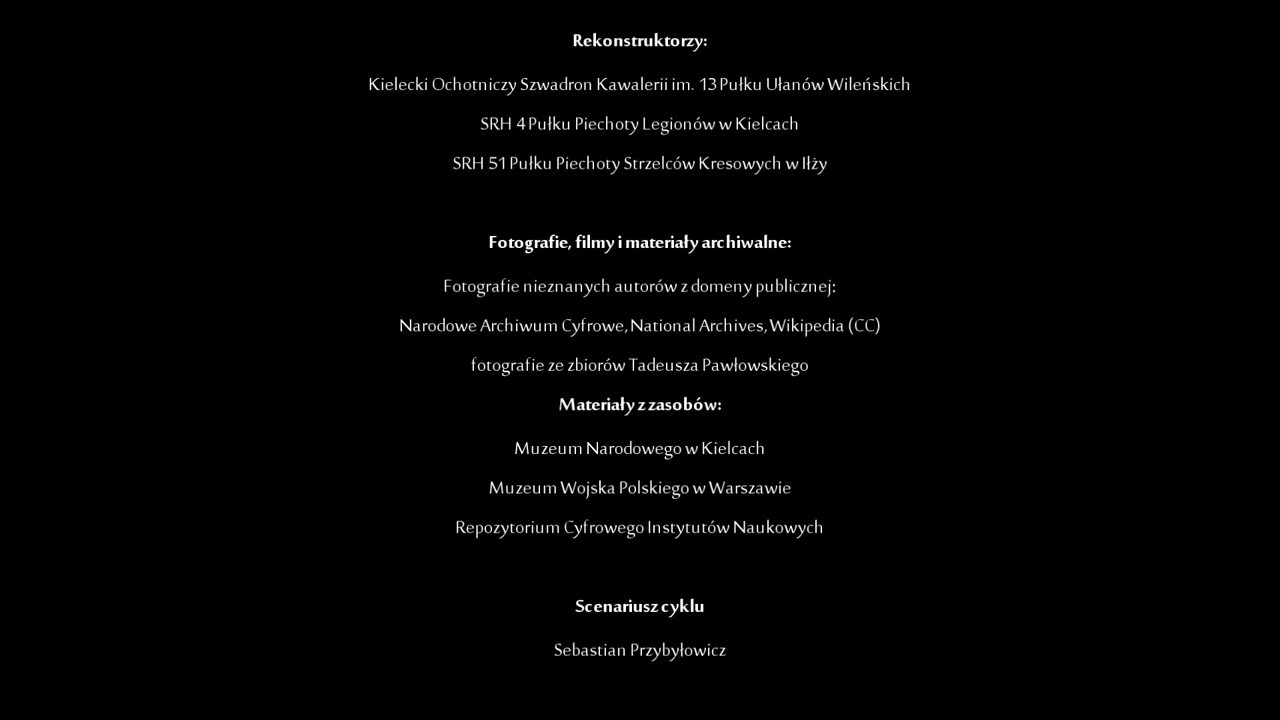 Rekonstruktorzy:
Kielecki Ochotniczy Szwadron Kawalerii im. 13 Pułku Ułanów Wileńskich
SRH 4 Pułku Piechoty Legionów w Kielcach
SRH 51 Pułku Piechoty Strzelców Kresowych w Iłży
Fotografie, filmy i materiały archiwalne:
Fotografie nieznanych autorów z domeny publicznej:
Narodowe Archiwum Cyfrowe, National Archives, Wikipedia (CC)
fotografie ze zbiorów Tadeusza Pawłowskiego
Materiały z zasobów:
Muzeum Narodowego w Kielcach
Muzeum Wojska Polskiego w Warszawie
Repozytorium Cyfrowego Instytutów Naukowych
Scenariusz cyklu
Sebastian Przybyłowicz